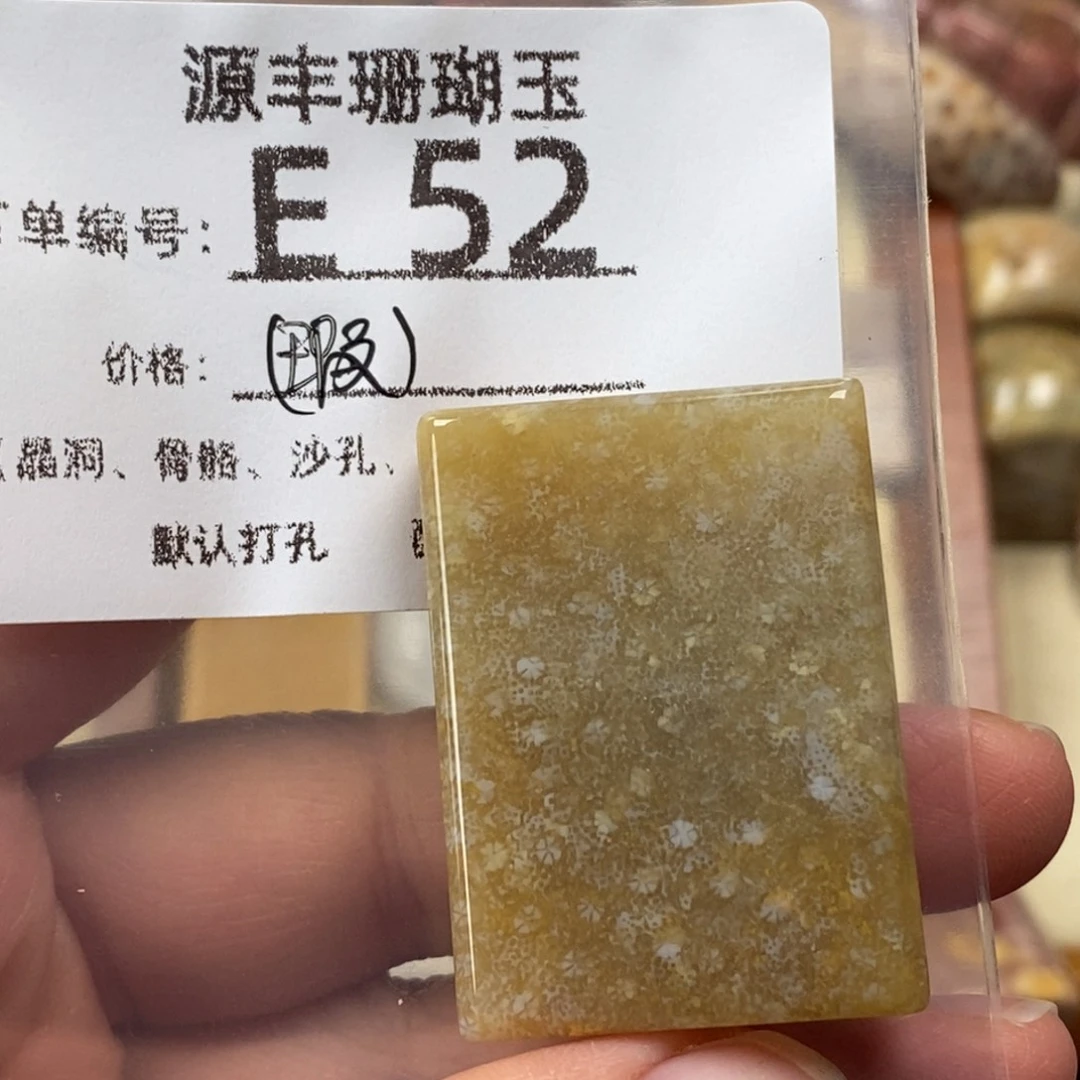 源丰珊瑚玉
单编号: E 52
价格: (瑕)
晶洞、骨骼、沙孔、
默认打孔